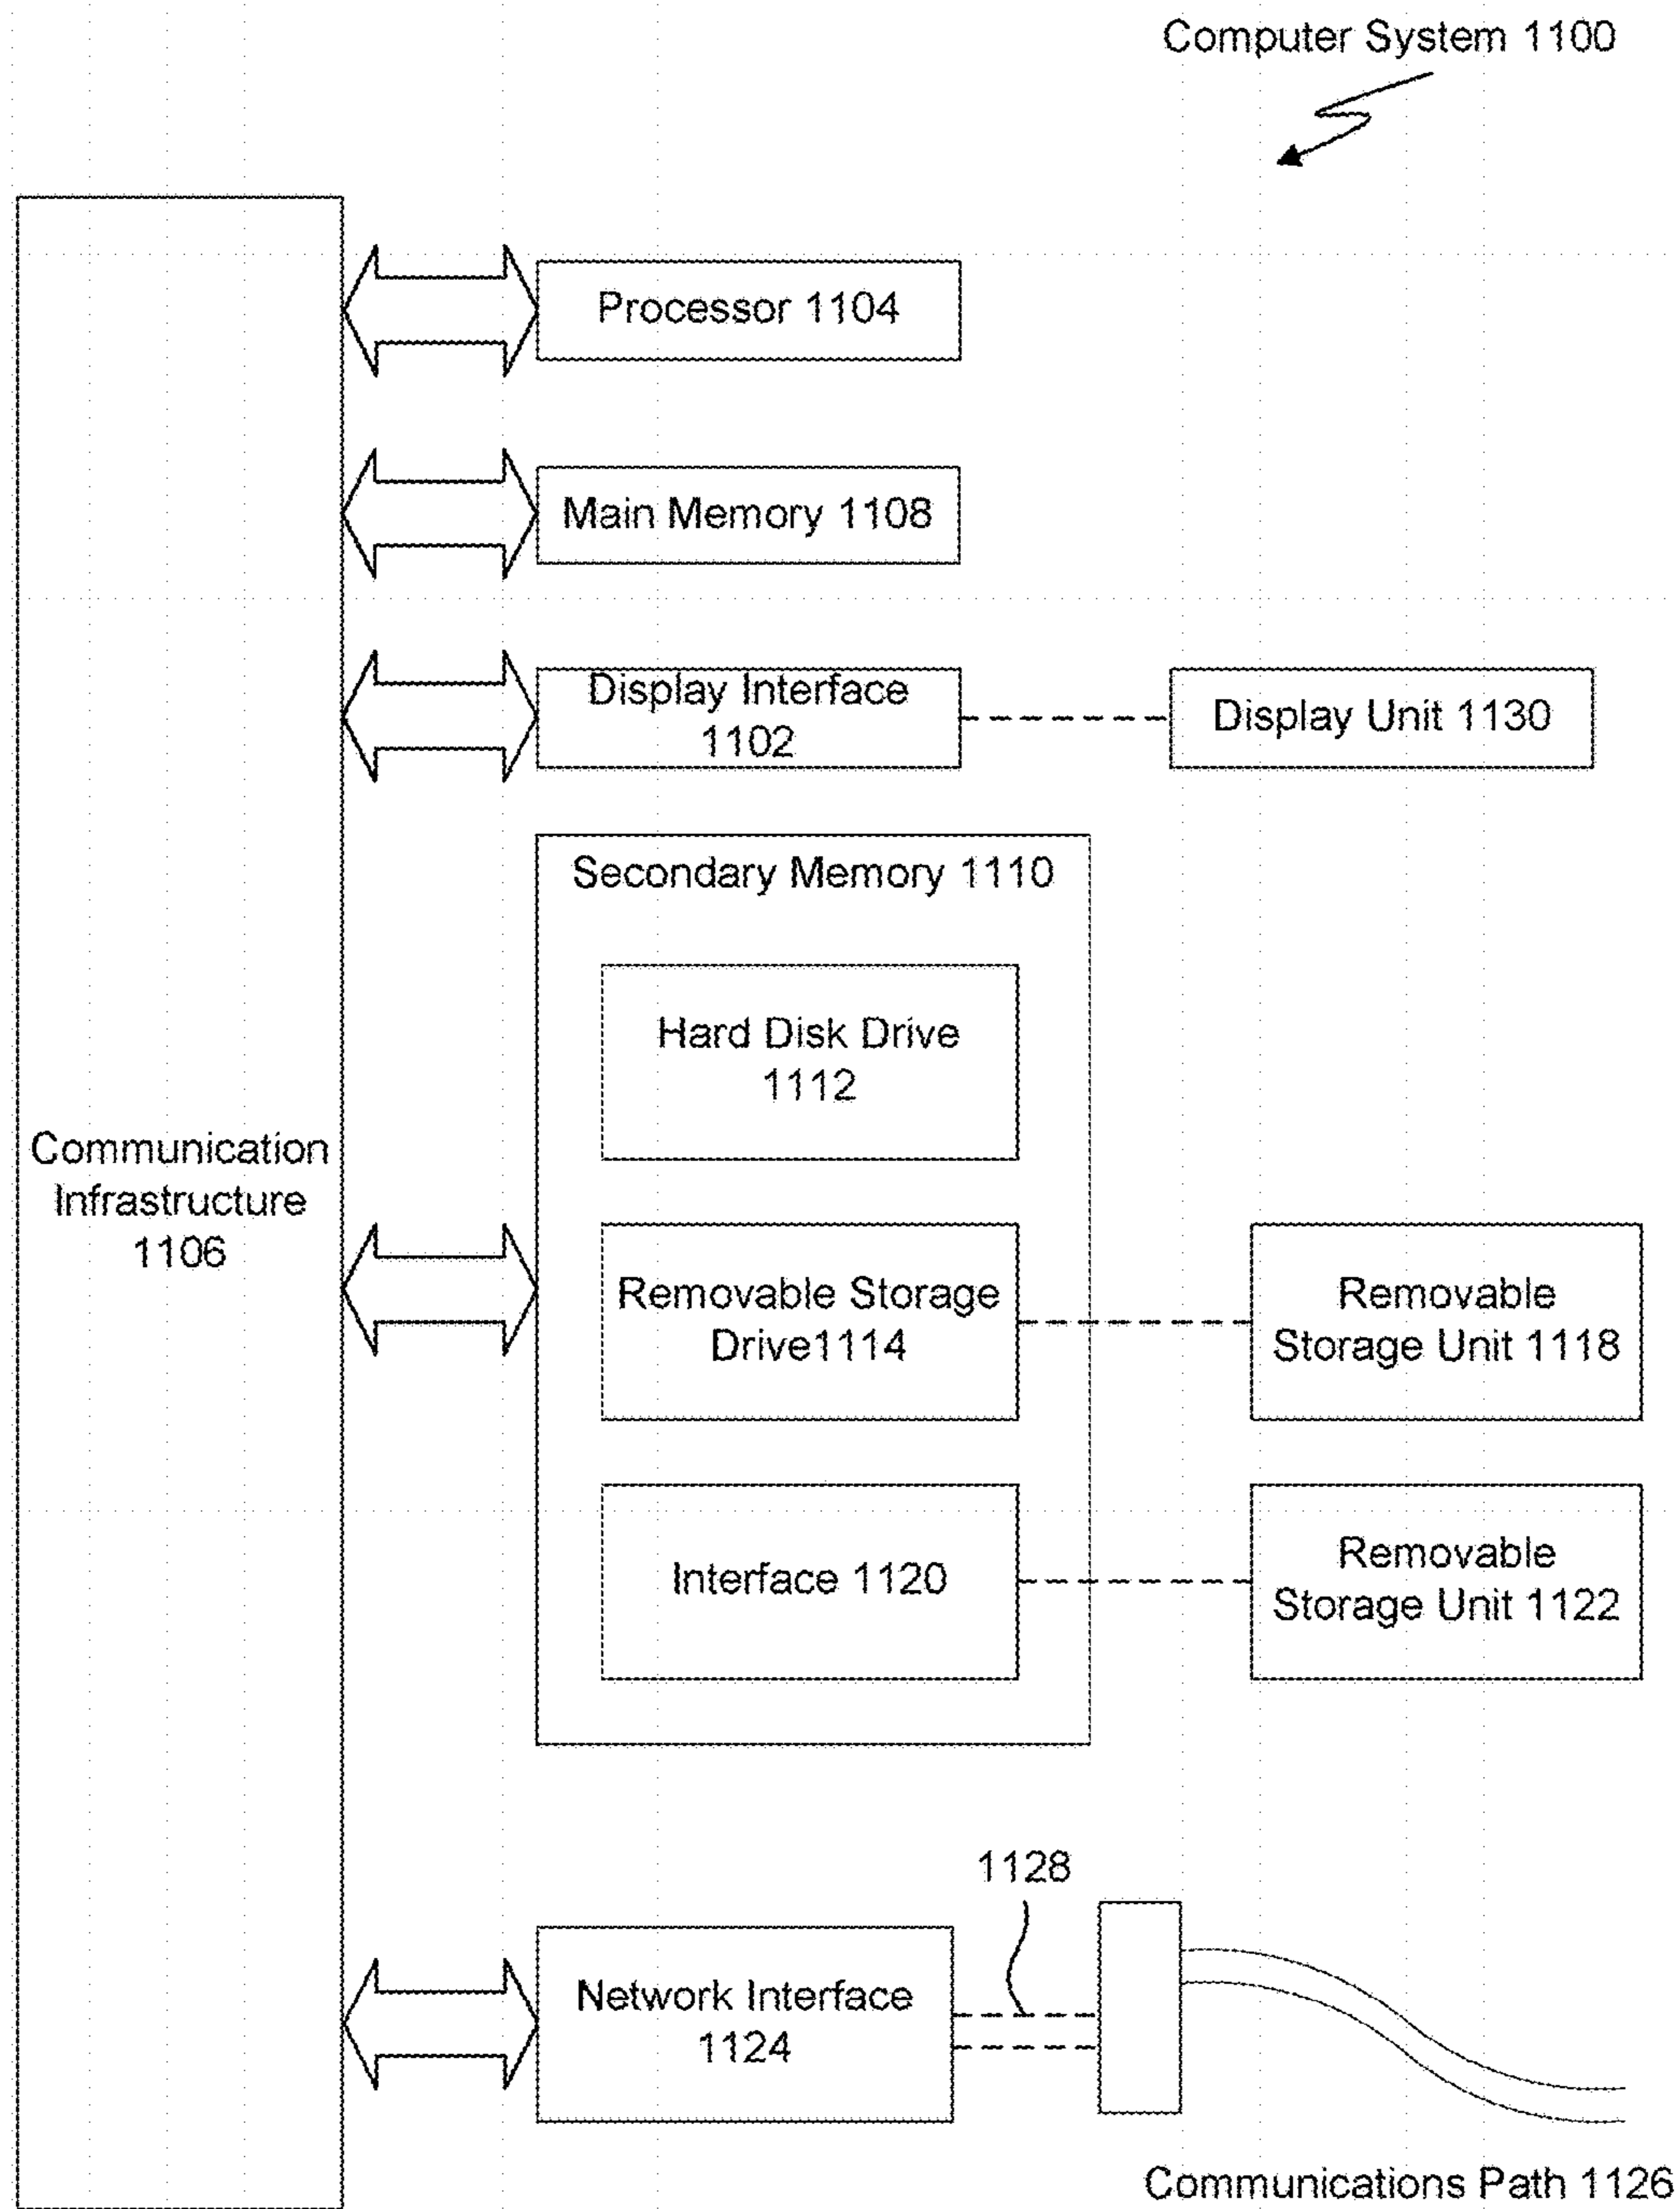 Computer System 1100
Processor 1104
Main Memory 1108
Display Interface
1102
Display Unit 1130
Secondary Memory 1110
Hard Disk Drive
1112
Communication
Infrastructure
1106
Removable Storage
Drive1114
Removable
Storage Unit 1118
Interface 1120
Removable
Storage Unit 1122
1128
Network Interface
1124
Communications Path 1126